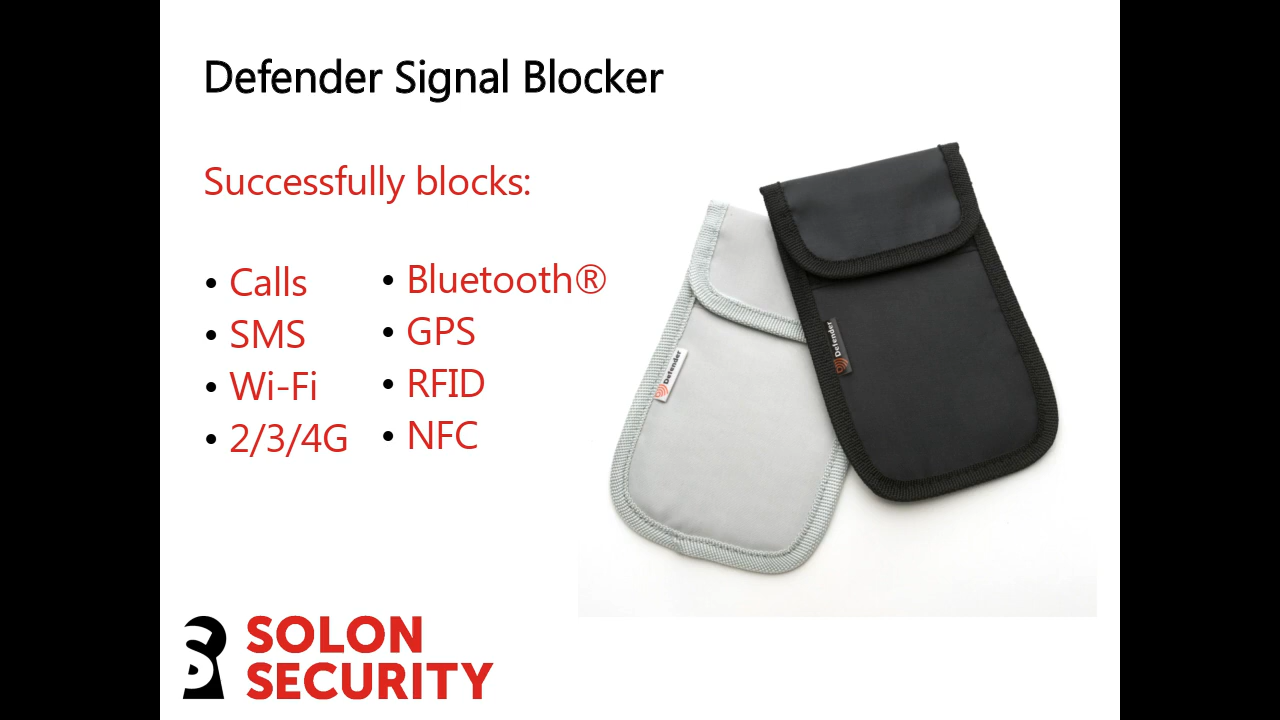 Defender Signal Blocker
Successfully blocks:
• Calls
• SMS
• Wi-Fi
• 2/3/4G
• Bluetooth®
• GPS
• RFID
• NFC
Defender
Defender
SOLON
SECURITY